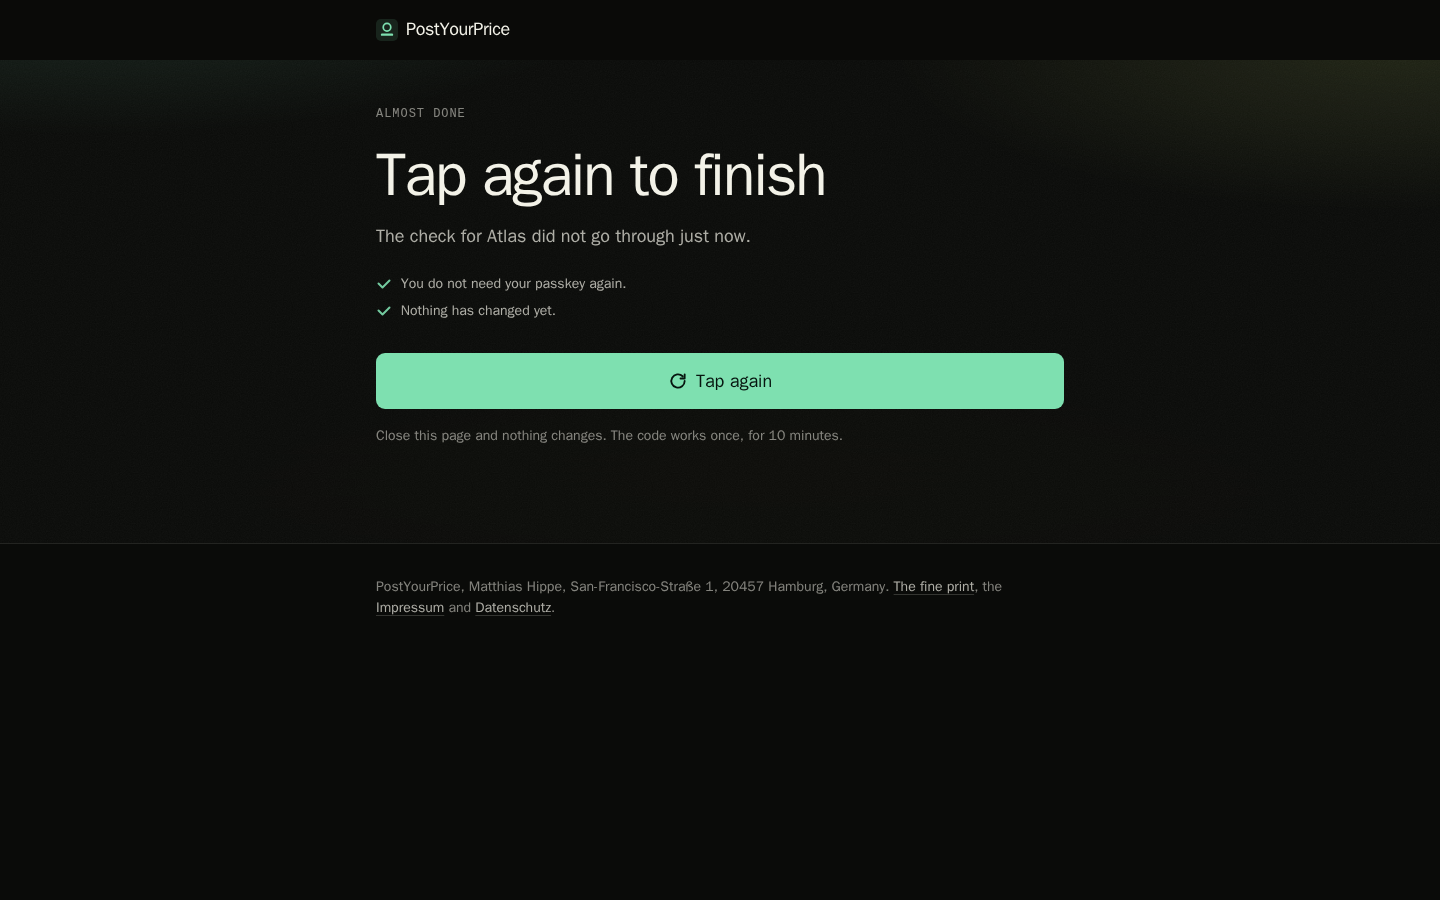 PostYourPrice
ALMOST DONE
Tap again to finish
The check for Atlas did not go through just now.
You do not need your passkey again.
Nothing has changed yet.
Tap again
Close this page and nothing changes. The code works once, for 10 minutes.
PostYourPrice, Matthias Hippe, San-Francisco-Straße 1, 20457 Hamburg, Germany. The fine print, the
Impressum and Datenschutz.